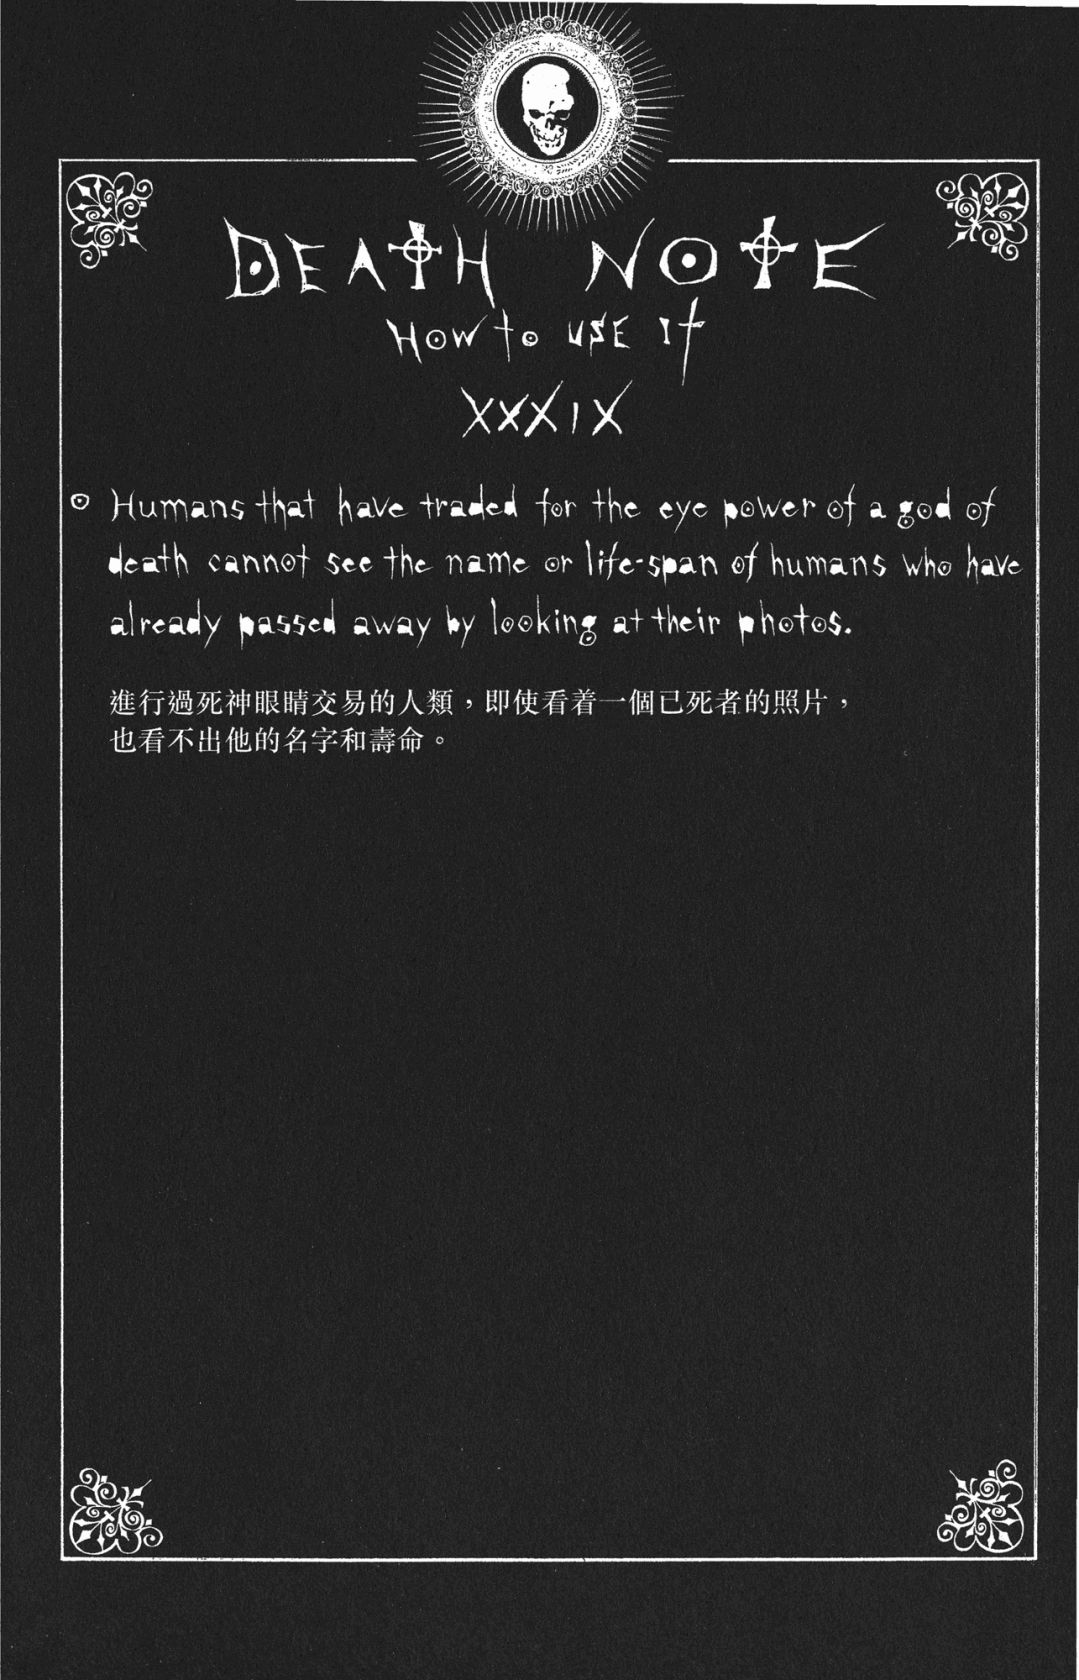 DEATH NOTE
HOW to USE It
XXXIX
Humans that have traded for the eye power of a god of
death cannot see the name or life-span of humans who have
already passed away by looking at their photos.
進行過死神眼睛交易的人類，即使看着一個已死者的照片，
也看不出他的名字和壽命。